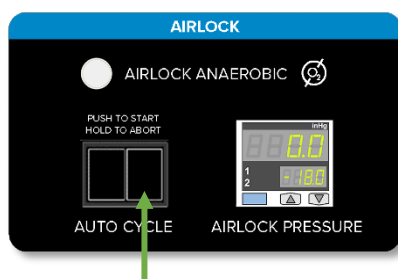 AIRLOCK
AIRLOCK ANAEROBIC O₂
PUSH TO START
HOLD TO ABORT
inHg
0.0
1
2
-18.0
AUTO CYCLE
AIRLOCK PRESSURE